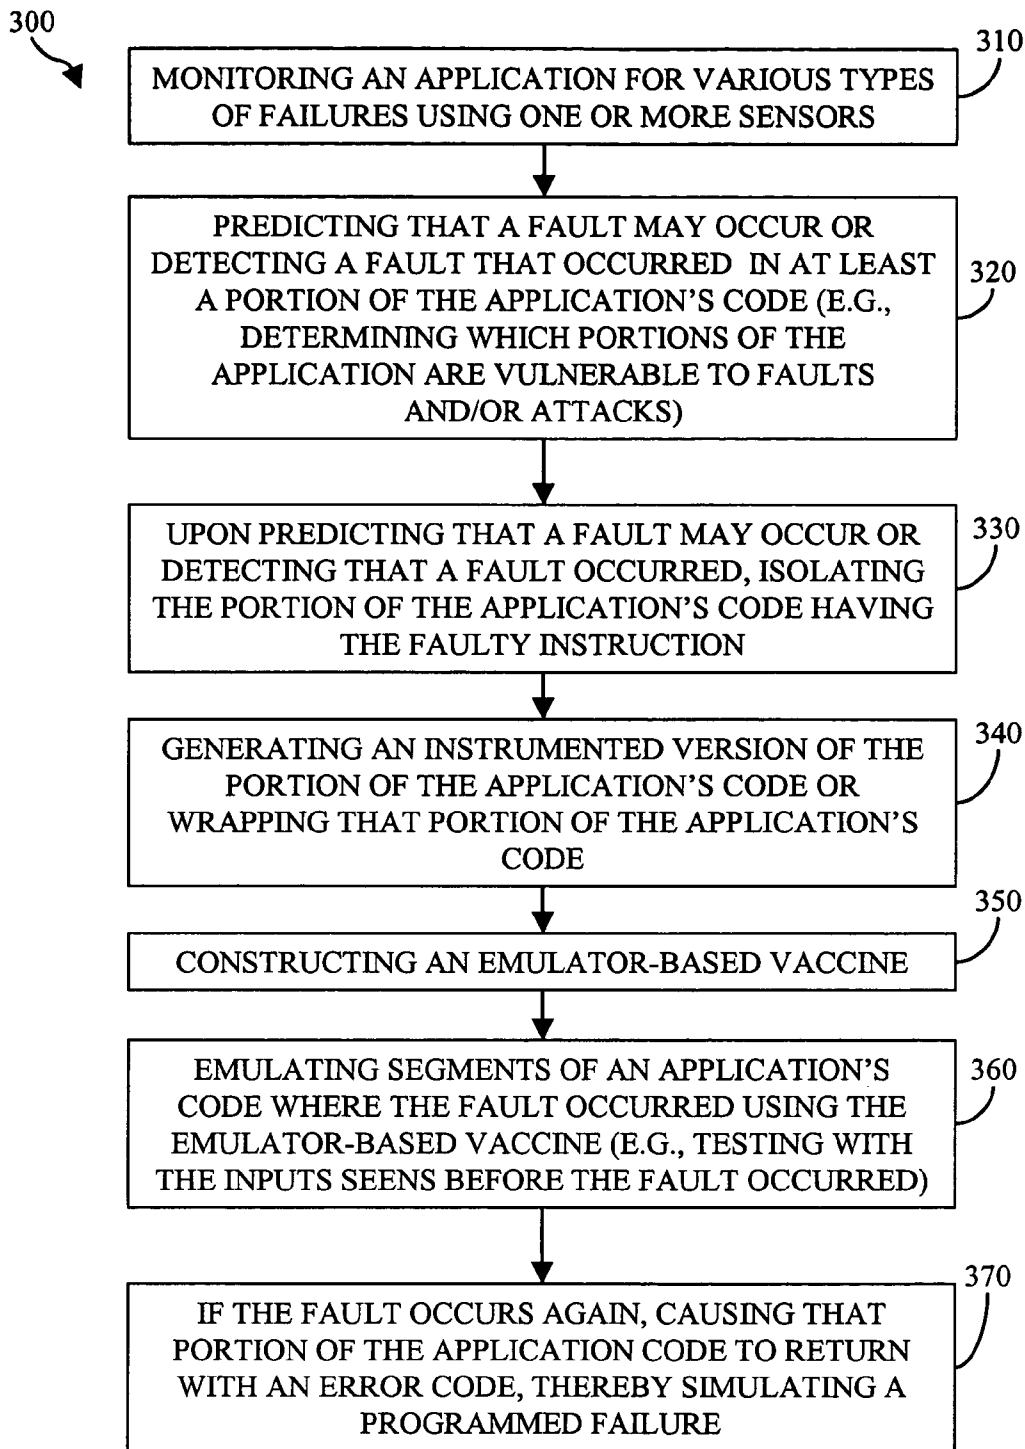 300
310
MONITORING AN APPLICATION FOR VARIOUS TYPES
OF FAILURES USING ONE OR MORE SENSORS
320
PREDICTING THAT A FAULT MAY OCCUR OR
DETECTING A FAULT THAT OCCURRED IN AT LEAST
A PORTION OF THE APPLICATION'S CODE (E.G.,
DETERMINING WHICH PORTIONS OF THE
APPLICATION ARE VULNERABLE TO FAULTS
AND/OR ATTACKS)
330
UPON PREDICTING THAT A FAULT MAY OCCUR OR
DETECTING THAT A FAULT OCCURRED, ISOLATING
THE PORTION OF THE APPLICATION'S CODE HAVING
THE FAULTY INSTRUCTION
340
GENERATING AN INSTRUMENTED VERSION OF THE
PORTION OF THE APPLICATION'S CODE OR
WRAPPING THAT PORTION OF THE APPLICATION'S
CODE
350
CONSTRUCTING AN EMULATOR-BASED VACCINE
360
EMULATING SEGMENTS OF AN APPLICATION'S
CODE WHERE THE FAULT OCCURRED USING THE
EMULATOR-BASED VACCINE (E.G., TESTING WITH
THE INPUTS SEENS BEFORE THE FAULT OCCURRED)
370
IF THE FAULT OCCURS AGAIN, CAUSING THAT
PORTION OF THE APPLICATION CODE TO RETURN
WITH AN ERROR CODE, THEREBY SIMULATING A
PROGRAMMED FAILURE